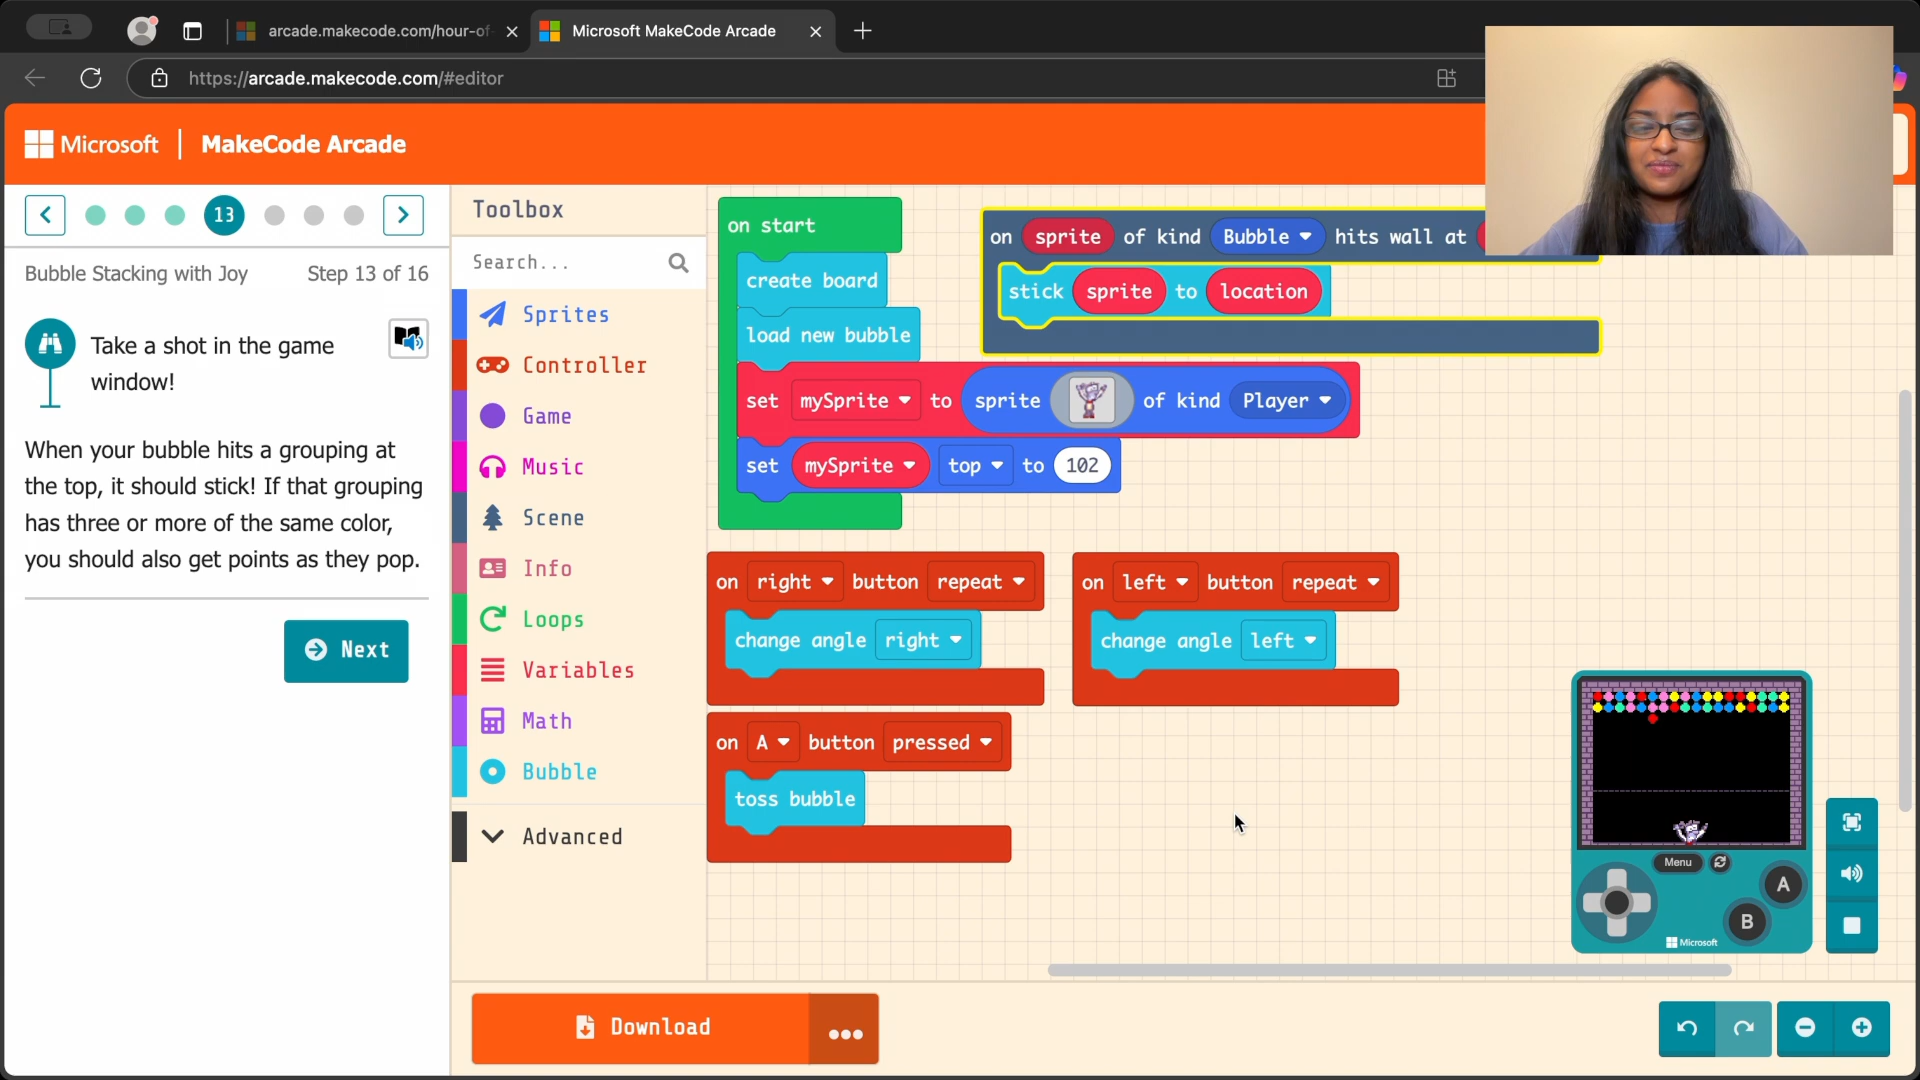 arcade.makecode.com/hour-of-
Microsoft MakeCode Arcade
https://arcade.makecode.com/#editor
Microsoft
MakeCode Arcade
13
Bubble Stacking with Joy
Step 13 of 16
Take a shot in the game
window!
When your bubble hits a grouping at
the top, it should stick! If that grouping
has three or more of the same color,
you should also get points as they pop.
Next
Toolbox
Search...
Sprites
Controller
Game
Music
Scene
Info
Loops
Variables
Math
Bubble
Advanced
on start
create board
load new bubble
set mySprite to sprite of kind Player
set mySprite top to 102
on sprite of kind Bubble hits wall at
stick sprite to location
on right button repeat
change angle right
on left button repeat
change angle left
on A button pressed
toss bubble
Menu
A
B
Microsoft
Download